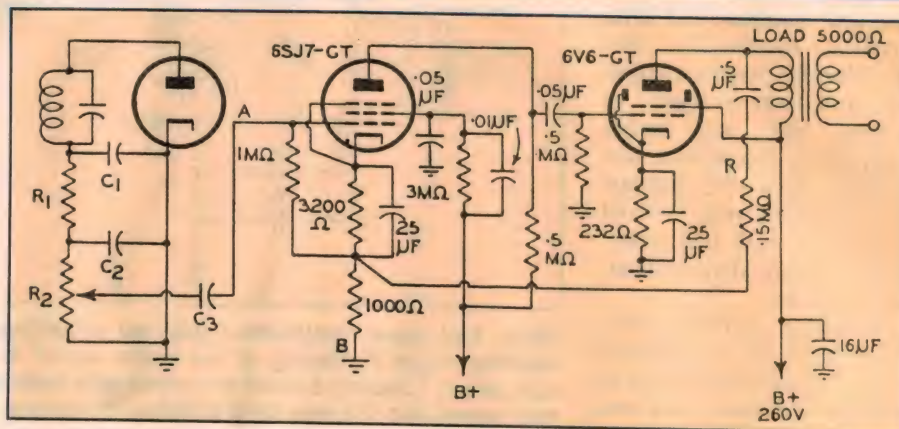 6SJ7-GT
6V6-GT
LOAD 5000Ω
A
.05
µF
.05µF
.01µF
.5
µF
.5
MΩ
C₁
R₁
1MΩ
3200
Ω
25
µF
3MΩ
.5
MΩ
232Ω
25
µF
R
.15MΩ
C₂
R₂
C₃
1000Ω
B
B+
16µF
B+
260V